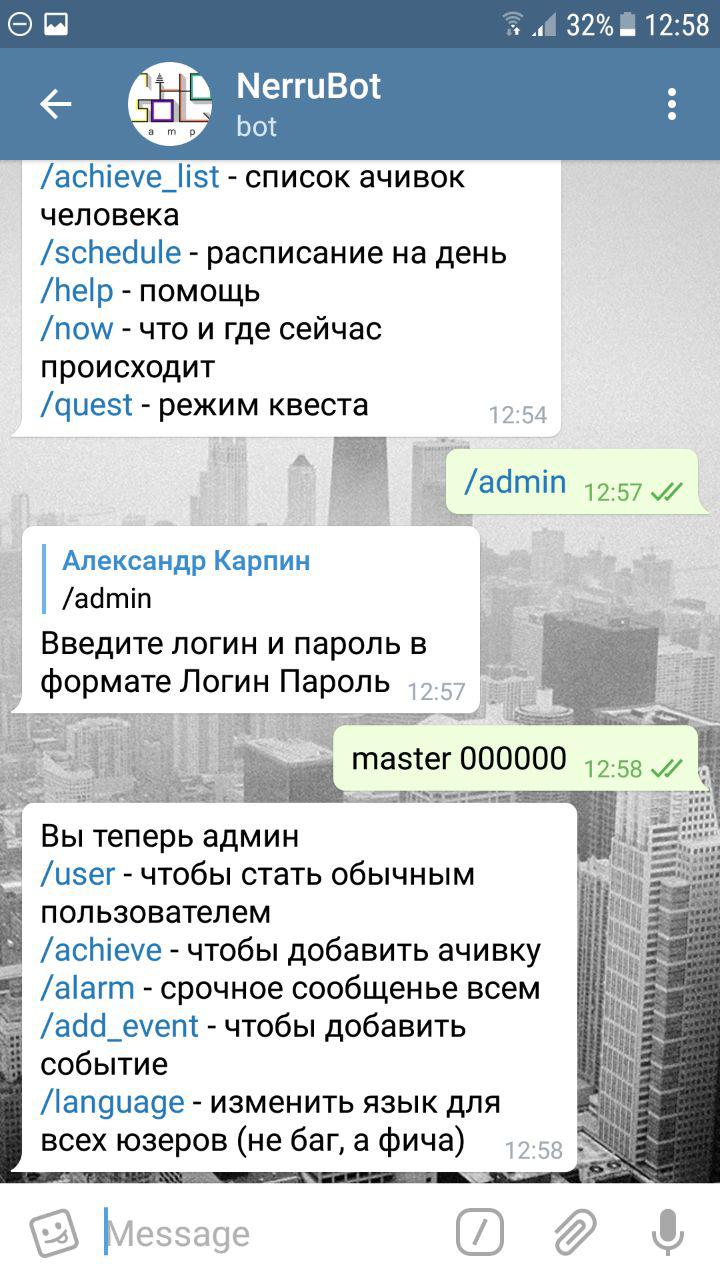 32% 12:58
NerruBot
bot
/achieve_list - список ачивок
человека
/schedule - расписание на день
/help - помощь
/now - что и где сейчас
происходит
/quest - режим квеста
12:54
/admin 12:57
Александр Карпин
/admin
Введите логин и пароль в
формате Логин Пароль 12:57
master 000000 12:58
Вы теперь админ
/user - чтобы стать обычным
пользователем
/achieve - чтобы добавить ачивку
/alarm - срочное сообщенье всем
/add_event - чтобы добавить
событие
/language - изменить язык для
всех юзеров (не баг, а фича) 12:58
Message
a m p